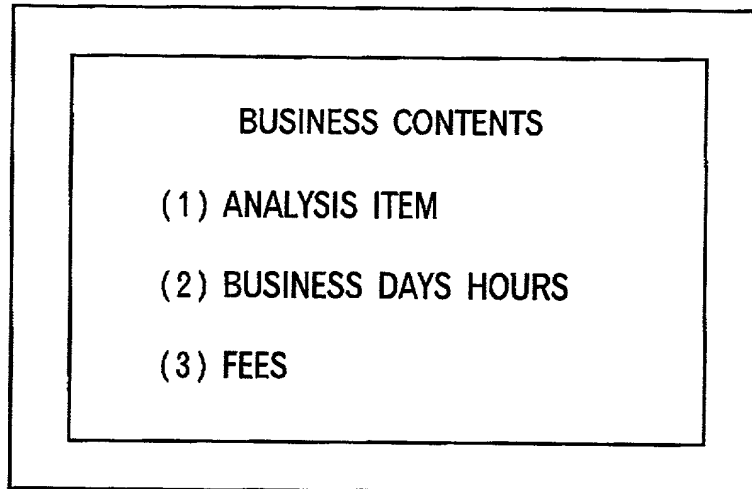 BUSINESS CONTENTS
(1) ANALYSIS ITEM
(2) BUSINESS DAYS HOURS
(3) FEES